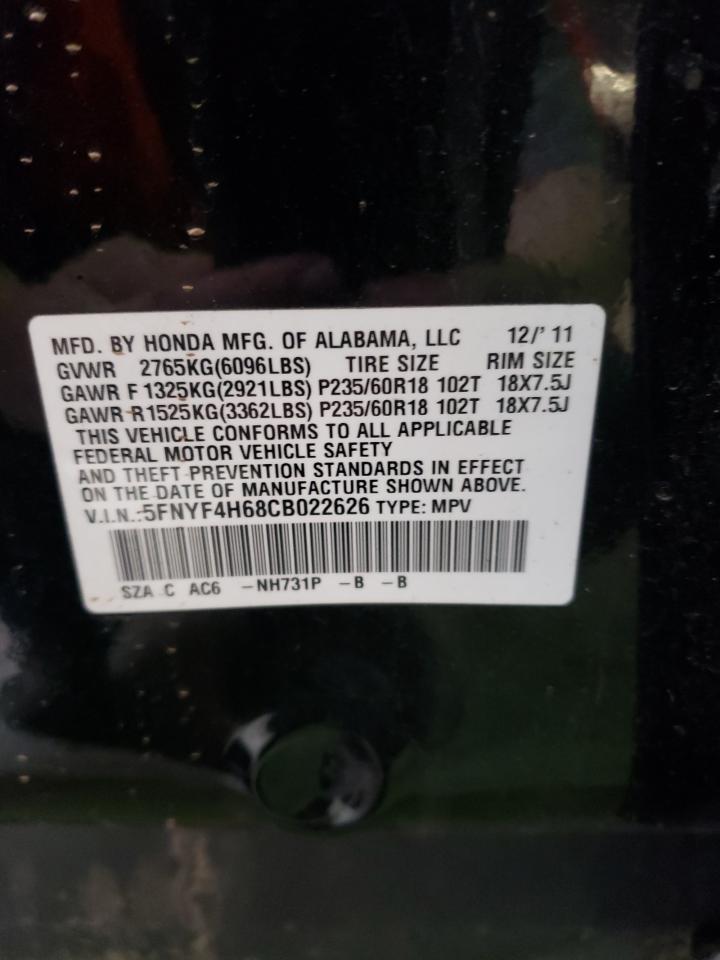 MFD. BY HONDA MFG. OF ALABAMA, LLC 12/' 11
GVWR 2765KG(6096LBS) TIRE SIZE RIM SIZE
GAWR F 1325KG(2921LBS) P235/60R18 102T 18X7.5J
GAWR R 1525KG(3362LBS) P235/60R18 102T 18X7.5J
THIS VEHICLE CONFORMS TO ALL APPLICABLE
FEDERAL MOTOR VEHICLE SAFETY
AND THEFT PREVENTION STANDARDS IN EFFECT
ON THE DATE OF MANUFACTURE SHOWN ABOVE.
V.I.N.:5FNYF4H68CB022626 TYPE: MPV
SZA C AC6 -NH731P -B -B